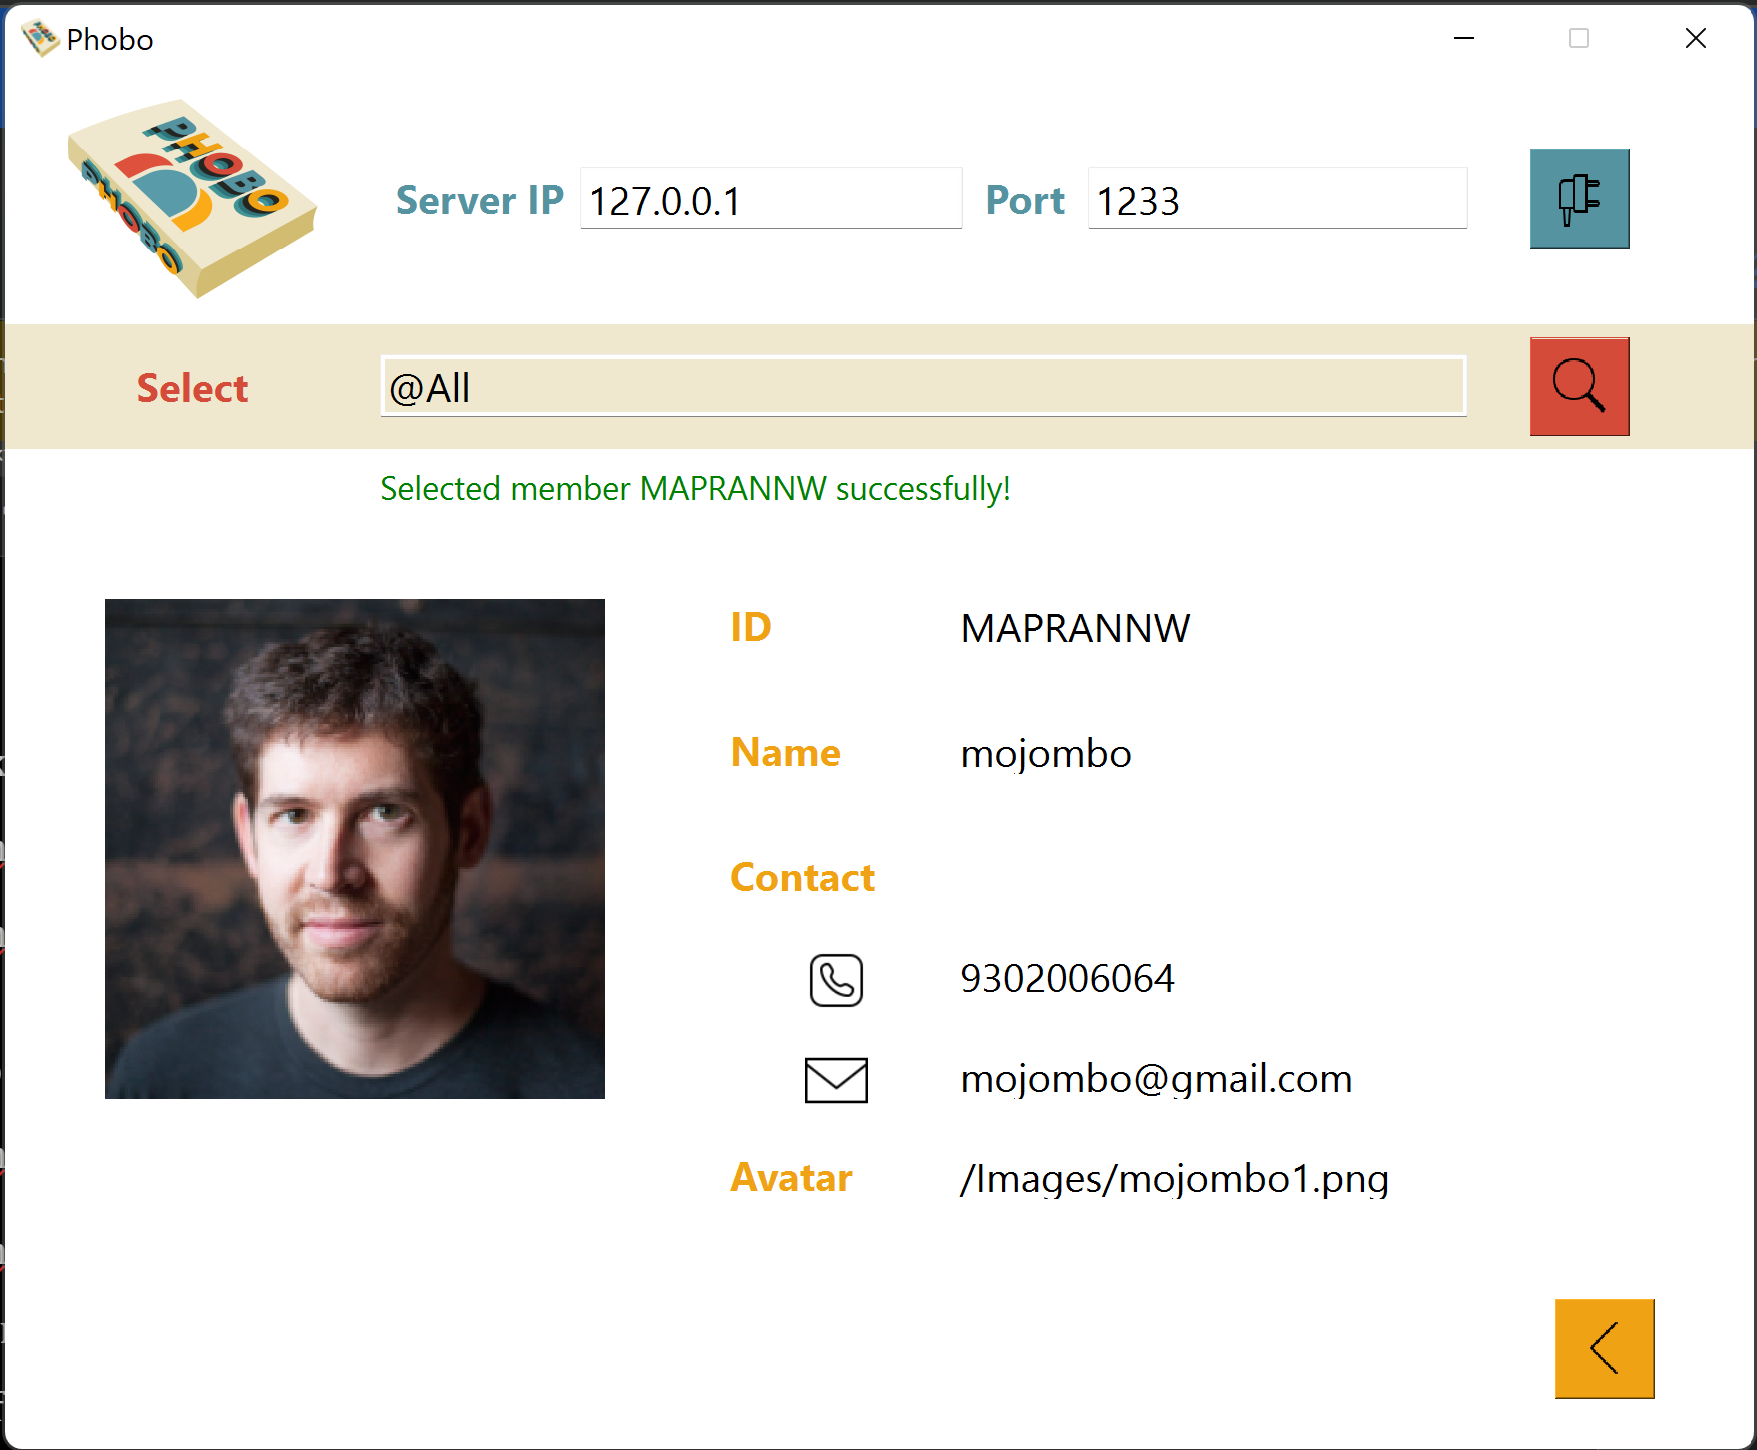 Phobo
PHOBO
PHOBO
Server IP 127.0.0.1 Port 1233
Select @All
Selected member MAPRANNW successfully!
ID MAPRANNW
Name mojombo
Contact
9302006064
mojombo@gmail.com
Avatar /Images/mojombo1.png